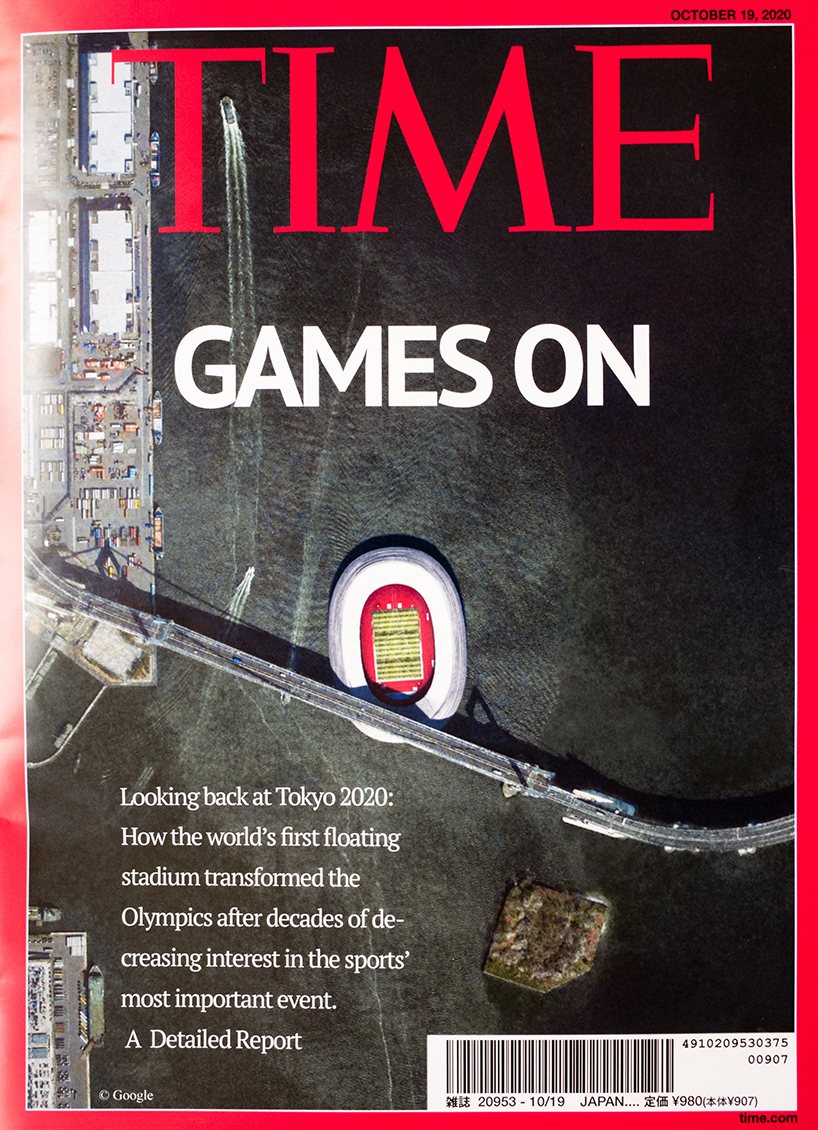 OCTOBER 19, 2020
TIME
GAMES ON
Looking back at Tokyo 2020:
How the world's first floating
stadium transformed the
Olympics after decades of de-
creasing interest in the sports'
most important event.
A Detailed Report
© Google
4910209530375
00907
雑誌 20953 - 10/19 JAPAN.... 定価 ¥980(本体¥907)
time.com